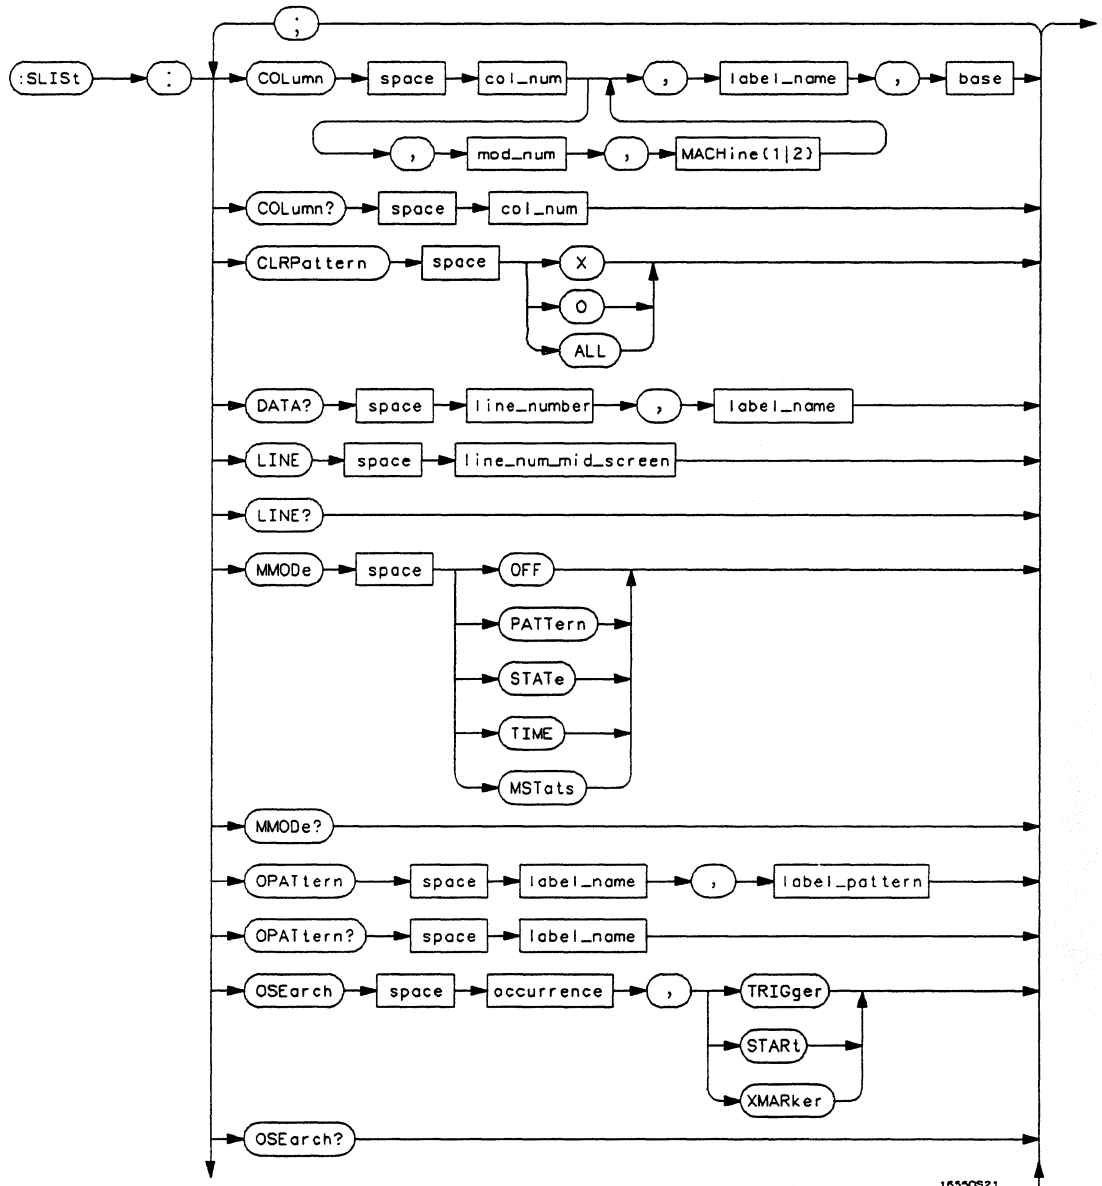 ;
:SLISt : COLumn space col_num , label_name , base
, mod_num , MACHine(1|2)
COLumn? space col_num
CLRPattern space X
O
ALL
DATA? space line_number , label_name
LINE space line_num_mid_screen
LINE?
MMODe space OFF
PATTern
STATe
TIME
MSTats
MMODe?
OPATtern space label_name , label_pattern
OPATtern? space label_name
OSEarch space occurrence , TRIGger
STARt
XMARker
OSEarch?
16550S21